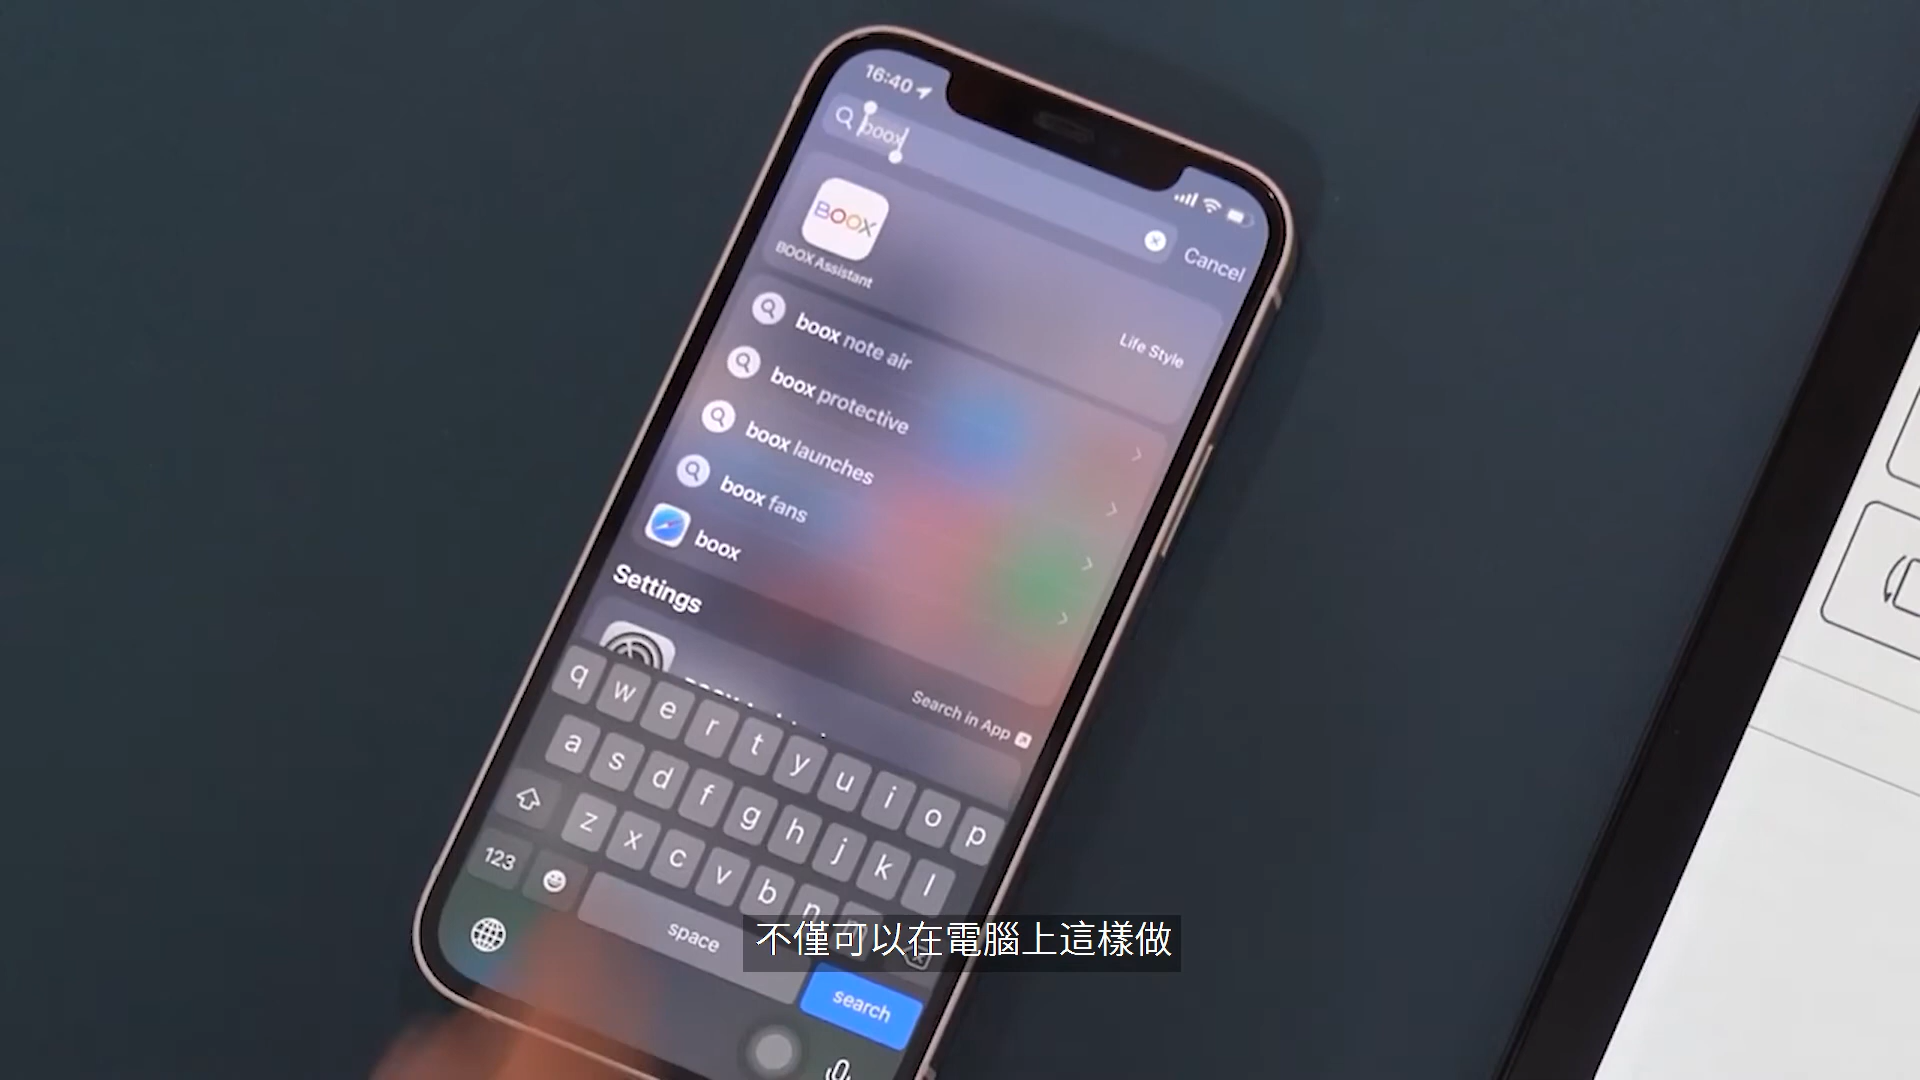 16:40
boox
Cancel
BOOX
BOOX Assistant
Life Style
boox note air
boox protective
boox launches
boox fans
boox
Settings
Search in App
q w e r t y u i o p
a s d f g h j k l
z x c v b n m
123
space
search
不僅可以在電腦上這樣做